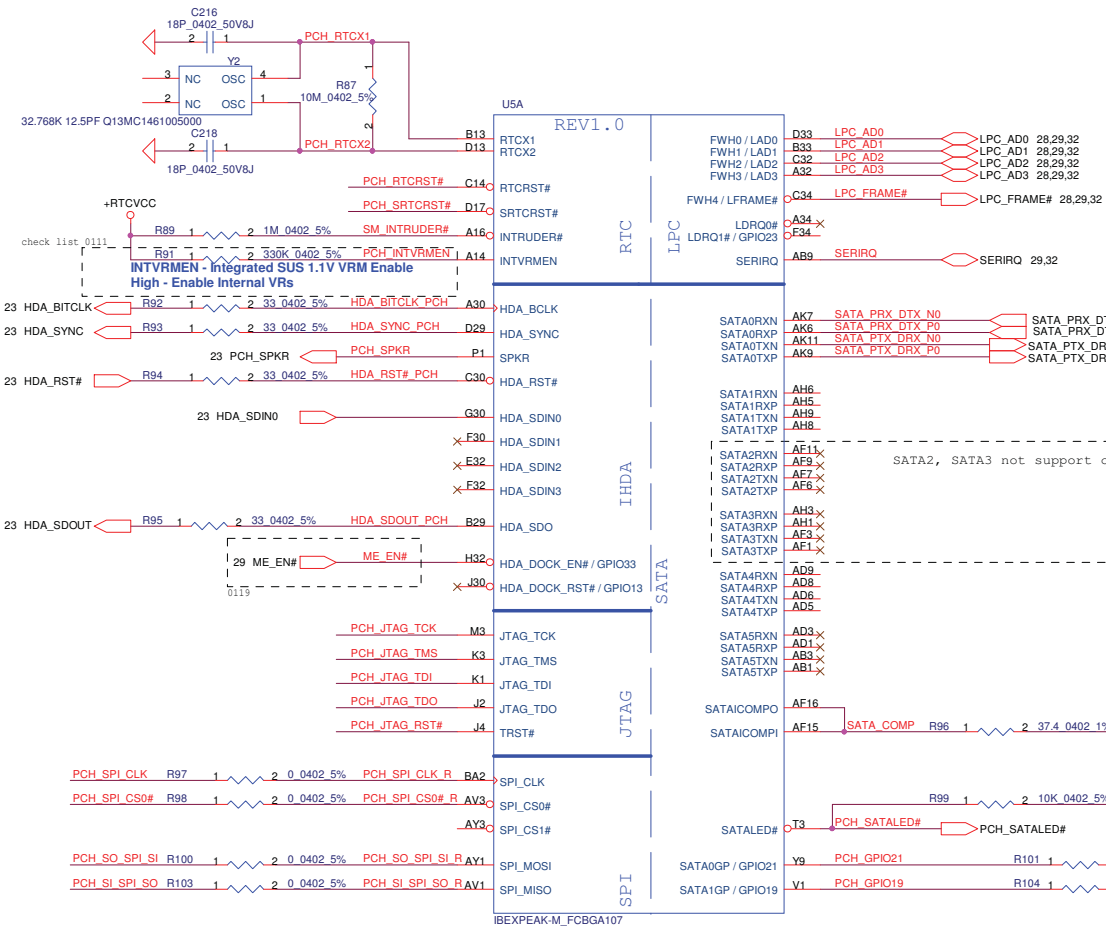 C216
18P_0402_50V8J
2 1 PCH_RTCX1
Y2
3 NC OSC 4
2 NC OSC 1
R87
10M_0402_5%
1
2
32.768K 12.5PF Q13MC1461005000
C218
2 1 PCH_RTCX2
18P_0402_50V8J
U5A
REV1.0
RTC
LPC
IHDA
SATA
JTAG
SPI
B13 RTCX1
D13 RTCX2
PCH_RTCRST# C14 RTCRST#
PCH_SRTCRST# D17 SRTCRST#
+RTCVCC
R89 1 2 1M_0402_5% SM_INTRUDER# A16 INTRUDER#
check list 0111
R91 1 2 330K_0402_5% PCH_INTVRMEN A14 INTVRMEN
INTVRMEN - Integrated SUS 1.1V VRM Enable
High - Enable Internal VRs
23 HDA_BITCLK R92 1 2 33_0402_5% HDA_BITCLK_PCH A30 HDA_BCLK
23 HDA_SYNC R93 1 2 33_0402_5% HDA_SYNC_PCH D29 HDA_SYNC
23 PCH_SPKR PCH_SPKR P1 SPKR
23 HDA_RST# R94 1 2 33_0402_5% HDA_RST#_PCH C30 HDA_RST#
23 HDA_SDIN0 G30 HDA_SDIN0
F30 HDA_SDIN1
E32 HDA_SDIN2
F32 HDA_SDIN3
23 HDA_SDOUT R95 1 2 33_0402_5% HDA_SDOUT_PCH B29 HDA_SDO
29 ME_EN# ME_EN# H32 HDA_DOCK_EN# / GPIO33
0119
J30 HDA_DOCK_RST# / GPIO13
PCH_JTAG_TCK M3 JTAG_TCK
PCH_JTAG_TMS K3 JTAG_TMS
PCH_JTAG_TDI K1 JTAG_TDI
PCH_JTAG_TDO J2 JTAG_TDO
PCH_JTAG_RST# J4 TRST#
PCH_SPI_CLK R97 1 2 0_0402_5% PCH_SPI_CLK_R BA2 SPI_CLK
PCH_SPI_CS0# R98 1 2 0_0402_5% PCH_SPI_CS0#_R AV3 SPI_CS0#
AY3 SPI_CS1#
PCH_SO_SPI_SI R100 1 2 0_0402_5% PCH_SO_SPI_SI_R AY1 SPI_MOSI
PCH_SI_SPI_SO R103 1 2 0_0402_5% PCH_SI_SPI_SO_R AV1 SPI_MISO
IBEXPEAK-M_FCBGA107
FWH0 / LAD0 D33 LPC_AD0 LPC_AD0 28,29,32
FWH1 / LAD1 B33 LPC_AD1 LPC_AD1 28,29,32
FWH2 / LAD2 C32 LPC_AD2 LPC_AD2 28,29,32
FWH3 / LAD3 A32 LPC_AD3 LPC_AD3 28,29,32
FWH4 / LFRAME# C34 LPC_FRAME# LPC_FRAME# 28,29,32
LDRQ0# A34
LDRQ1# / GPIO23 F34
SERIRQ AB9 SERIRQ SERIRQ 29,32
SATA0RXN AK7 SATA_PRX_DTX_N0 SATA_PRX_DT
SATA0RXP AK6 SATA_PRX_DTX_P0 SATA_PRX_DT
SATA0TXN AK11 SATA_PTX_DRX_N0 SATA_PTX_DR
SATA0TXP AK9 SATA_PTX_DRX_P0 SATA_PTX_DR
SATA1RXN AH6
SATA1RXP AH5
SATA1TXN AH9
SATA1TXP AH8
SATA2RXN AF11
SATA2RXP AF9
SATA2TXN AF7
SATA2TXP AF6
SATA2, SATA3 not support
SATA3RXN AH3
SATA3RXP AH1
SATA3TXN AF3
SATA3TXP AF1
SATA4RXN AD9
SATA4RXP AD8
SATA4TXN AD6
SATA4TXP AD5
SATA5RXN AD3
SATA5RXP AD1
SATA5TXN AB3
SATA5TXP AB1
SATAICOMPO AF16
SATAICOMPI AF15 SATA_COMP R96 1 2 37.4_0402_1%
R99 1 2 10K_0402_5%
SATALED# T3 PCH_SATALED# PCH_SATALED#
SATA0GP / GPIO21 Y9 PCH_GPIO21 R101 1
SATA1GP / GPIO19 V1 PCH_GPIO19 R104 1